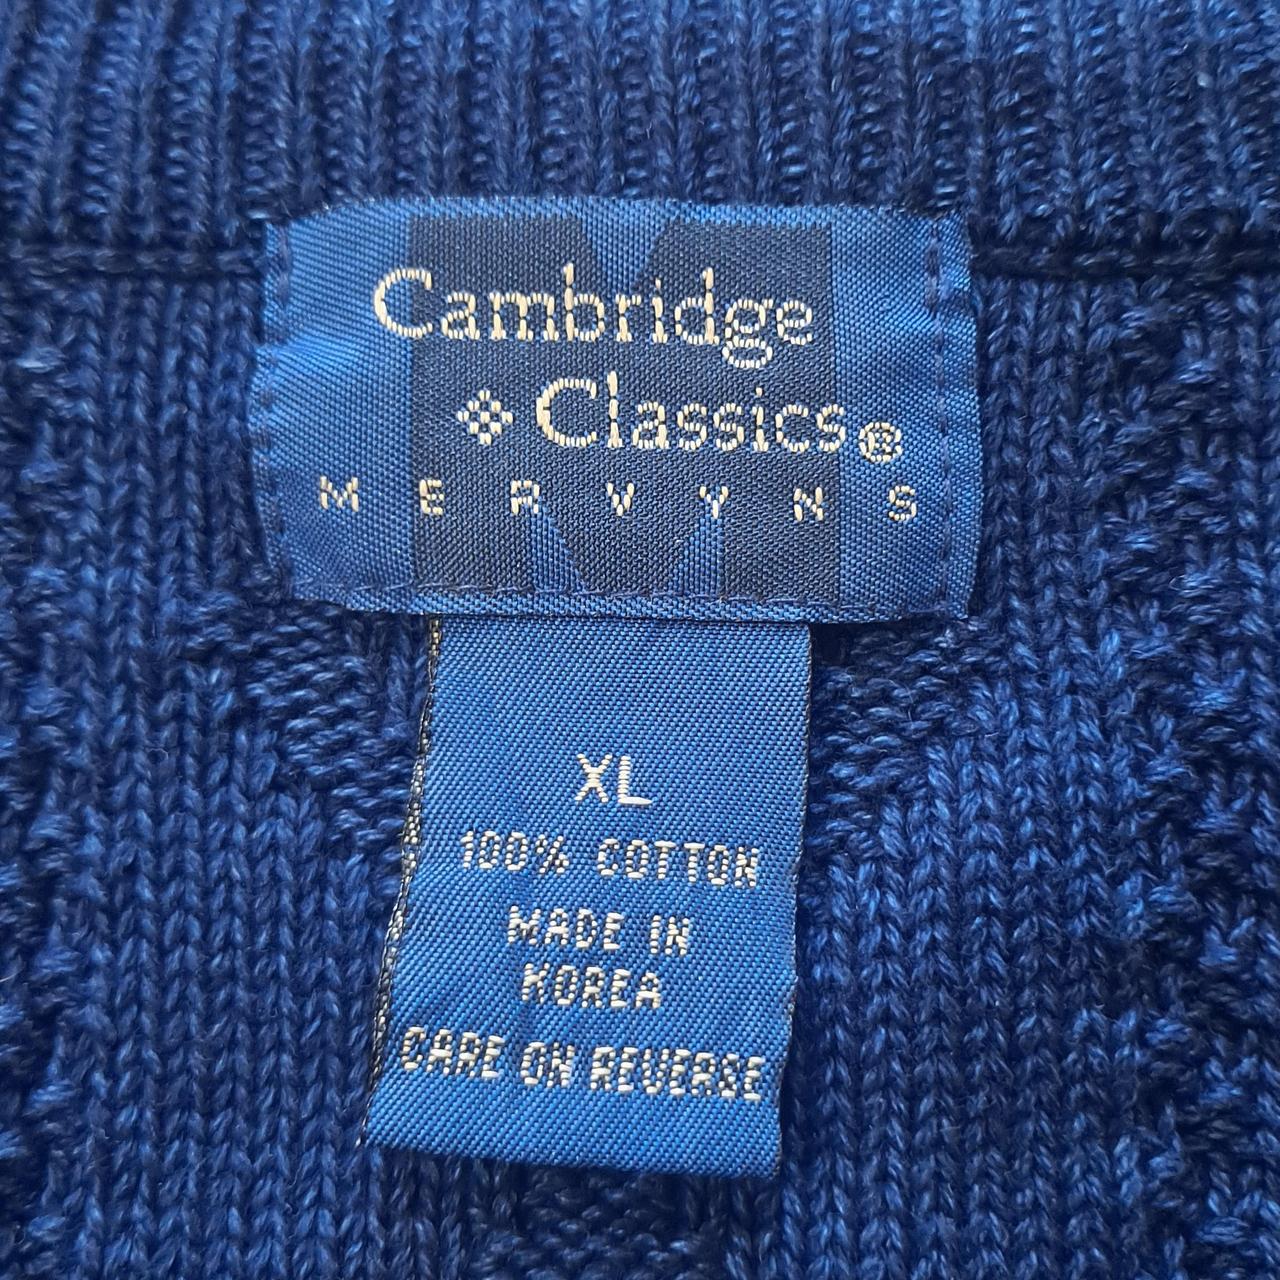 Cambridge
Classics®
MERVYNS
XL
100% COTTON
MADE IN
KOREA
CARE ON REVERSE